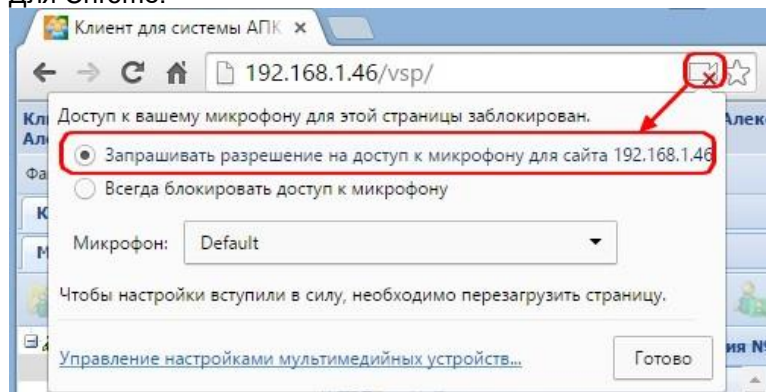 для Chrome:
Клиент для системы АПК
192.168.1.46/vsp/
Доступ к вашему микрофону для этой страницы заблокирован.
Запрашивать разрешение на доступ к микрофону для сайта 192.168.1.46
Всегда блокировать доступ к микрофону
Микрофон: Default
Чтобы настройки вступили в силу, необходимо перезагрузить страницу.
Управление настройками мультимедийных устройств...
Готово